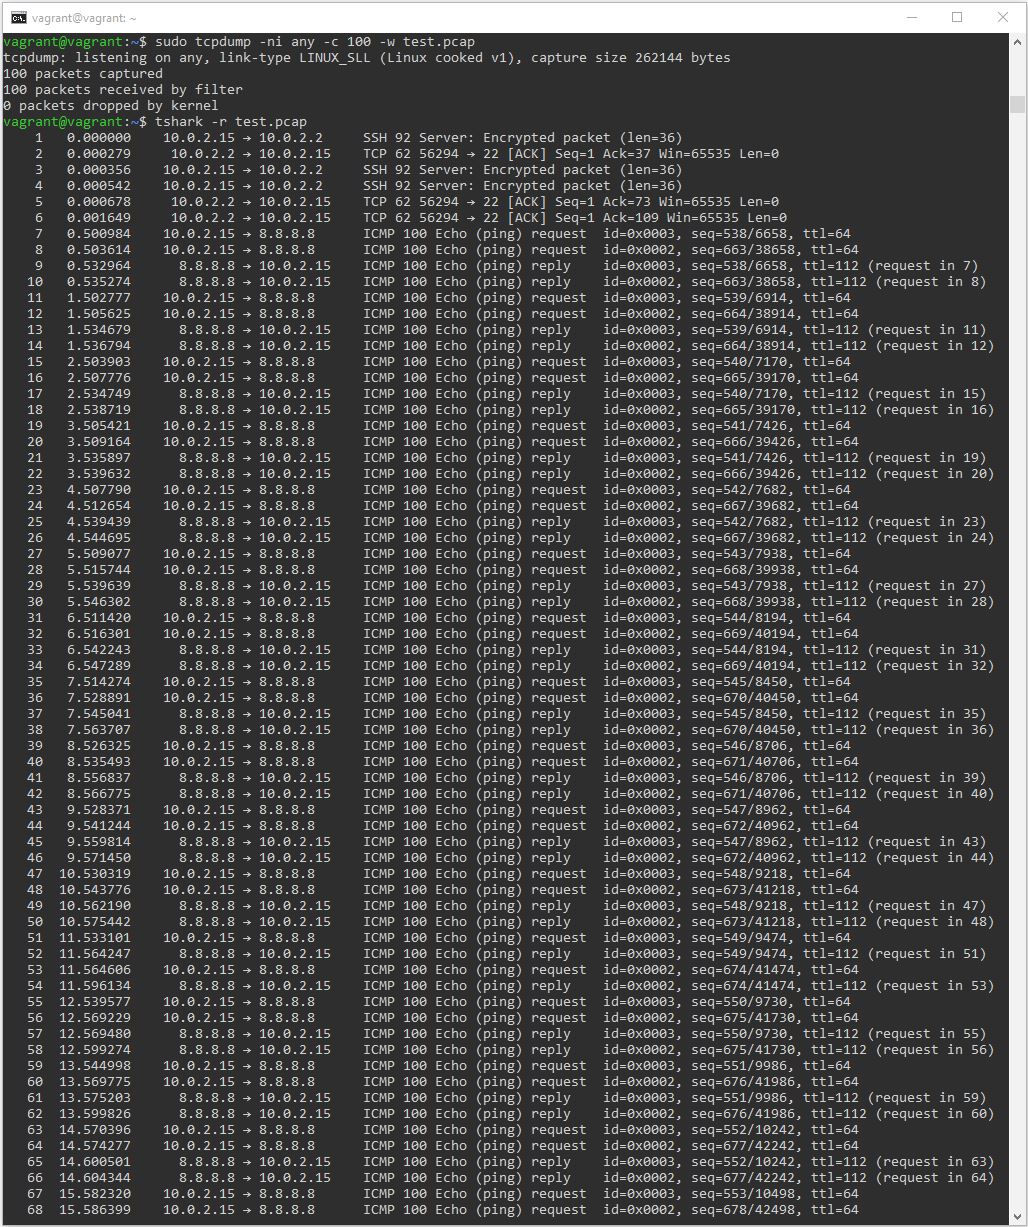 vagrant@vagrant: ~
vagrant@vagrant:~$ sudo tcpdump -ni any -c 100 -w test.pcap
tcpdump: listening on any, link-type LINUX_SLL (Linux cooked v1), capture size 262144 bytes
100 packets captured
100 packets received by filter
0 packets dropped by kernel
vagrant@vagrant:~$ tshark -r test.pcap
1 0.000000 10.0.2.15 → 10.0.2.2 SSH 92 Server: Encrypted packet (len=36)
2 0.000279 10.0.2.2 → 10.0.2.15 TCP 62 56294 → 22 [ACK] Seq=1 Ack=37 Win=65535 Len=0
3 0.000356 10.0.2.15 → 10.0.2.2 SSH 92 Server: Encrypted packet (len=36)
4 0.000542 10.0.2.15 → 10.0.2.2 SSH 92 Server: Encrypted packet (len=36)
5 0.000678 10.0.2.2 → 10.0.2.15 TCP 62 56294 → 22 [ACK] Seq=1 Ack=73 Win=65535 Len=0
6 0.001649 10.0.2.2 → 10.0.2.15 TCP 62 56294 → 22 [ACK] Seq=1 Ack=109 Win=65535 Len=0
7 0.500984 10.0.2.15 → 8.8.8.8 ICMP 100 Echo (ping) request id=0x0003, seq=538/6658, ttl=64
8 0.503614 10.0.2.15 → 8.8.8.8 ICMP 100 Echo (ping) request id=0x0002, seq=663/38658, ttl=64
9 0.532964 8.8.8.8 → 10.0.2.15 ICMP 100 Echo (ping) reply id=0x0003, seq=538/6658, ttl=112 (request in 7)
10 0.535274 8.8.8.8 → 10.0.2.15 ICMP 100 Echo (ping) reply id=0x0002, seq=663/38658, ttl=112 (request in 8)
11 1.502777 10.0.2.15 → 8.8.8.8 ICMP 100 Echo (ping) request id=0x0003, seq=539/6914, ttl=64
12 1.505625 10.0.2.15 → 8.8.8.8 ICMP 100 Echo (ping) request id=0x0002, seq=664/38914, ttl=64
13 1.534679 8.8.8.8 → 10.0.2.15 ICMP 100 Echo (ping) reply id=0x0003, seq=539/6914, ttl=112 (request in 11)
14 1.536794 8.8.8.8 → 10.0.2.15 ICMP 100 Echo (ping) reply id=0x0002, seq=664/38914, ttl=112 (request in 12)
15 2.503903 10.0.2.15 → 8.8.8.8 ICMP 100 Echo (ping) request id=0x0003, seq=540/7170, ttl=64
16 2.507776 10.0.2.15 → 8.8.8.8 ICMP 100 Echo (ping) request id=0x0002, seq=665/39170, ttl=64
17 2.534749 8.8.8.8 → 10.0.2.15 ICMP 100 Echo (ping) reply id=0x0003, seq=540/7170, ttl=112 (request in 15)
18 2.538719 8.8.8.8 → 10.0.2.15 ICMP 100 Echo (ping) reply id=0x0002, seq=665/39170, ttl=112 (request in 16)
19 3.505421 10.0.2.15 → 8.8.8.8 ICMP 100 Echo (ping) request id=0x0003, seq=541/7426, ttl=64
20 3.509164 10.0.2.15 → 8.8.8.8 ICMP 100 Echo (ping) request id=0x0002, seq=666/39426, ttl=64
21 3.535897 8.8.8.8 → 10.0.2.15 ICMP 100 Echo (ping) reply id=0x0003, seq=541/7426, ttl=112 (request in 19)
22 3.539632 8.8.8.8 → 10.0.2.15 ICMP 100 Echo (ping) reply id=0x0002, seq=666/39426, ttl=112 (request in 20)
23 4.507790 10.0.2.15 → 8.8.8.8 ICMP 100 Echo (ping) request id=0x0003, seq=542/7682, ttl=64
24 4.512654 10.0.2.15 → 8.8.8.8 ICMP 100 Echo (ping) request id=0x0002, seq=667/39682, ttl=64
25 4.539439 8.8.8.8 → 10.0.2.15 ICMP 100 Echo (ping) reply id=0x0003, seq=542/7682, ttl=112 (request in 23)
26 4.544695 8.8.8.8 → 10.0.2.15 ICMP 100 Echo (ping) reply id=0x0002, seq=667/39682, ttl=112 (request in 24)
27 5.509077 10.0.2.15 → 8.8.8.8 ICMP 100 Echo (ping) request id=0x0003, seq=543/7938, ttl=64
28 5.515744 10.0.2.15 → 8.8.8.8 ICMP 100 Echo (ping) request id=0x0002, seq=668/39938, ttl=64
29 5.539639 8.8.8.8 → 10.0.2.15 ICMP 100 Echo (ping) reply id=0x0003, seq=543/7938, ttl=112 (request in 27)
30 5.546302 8.8.8.8 → 10.0.2.15 ICMP 100 Echo (ping) reply id=0x0002, seq=668/39938, ttl=112 (request in 28)
31 6.511420 10.0.2.15 → 8.8.8.8 ICMP 100 Echo (ping) request id=0x0003, seq=544/8194, ttl=64
32 6.516301 10.0.2.15 → 8.8.8.8 ICMP 100 Echo (ping) request id=0x0002, seq=669/40194, ttl=64
33 6.542243 8.8.8.8 → 10.0.2.15 ICMP 100 Echo (ping) reply id=0x0003, seq=544/8194, ttl=112 (request in 31)
34 6.547289 8.8.8.8 → 10.0.2.15 ICMP 100 Echo (ping) reply id=0x0002, seq=669/40194, ttl=112 (request in 32)
35 7.514274 10.0.2.15 → 8.8.8.8 ICMP 100 Echo (ping) request id=0x0003, seq=545/8450, ttl=64
36 7.528891 10.0.2.15 → 8.8.8.8 ICMP 100 Echo (ping) request id=0x0002, seq=670/40450, ttl=64
37 7.545041 8.8.8.8 → 10.0.2.15 ICMP 100 Echo (ping) reply id=0x0003, seq=545/8450, ttl=112 (request in 35)
38 7.563707 8.8.8.8 → 10.0.2.15 ICMP 100 Echo (ping) reply id=0x0002, seq=670/40450, ttl=112 (request in 36)
39 8.526325 10.0.2.15 → 8.8.8.8 ICMP 100 Echo (ping) request id=0x0003, seq=546/8706, ttl=64
40 8.535493 10.0.2.15 → 8.8.8.8 ICMP 100 Echo (ping) request id=0x0002, seq=671/40706, ttl=64
41 8.556837 8.8.8.8 → 10.0.2.15 ICMP 100 Echo (ping) reply id=0x0003, seq=546/8706, ttl=112 (request in 39)
42 8.566775 8.8.8.8 → 10.0.2.15 ICMP 100 Echo (ping) reply id=0x0002, seq=671/40706, ttl=112 (request in 40)
43 9.528371 10.0.2.15 → 8.8.8.8 ICMP 100 Echo (ping) request id=0x0003, seq=547/8962, ttl=64
44 9.541244 10.0.2.15 → 8.8.8.8 ICMP 100 Echo (ping) request id=0x0002, seq=672/40962, ttl=64
45 9.559814 8.8.8.8 → 10.0.2.15 ICMP 100 Echo (ping) reply id=0x0003, seq=547/8962, ttl=112 (request in 43)
46 9.571450 8.8.8.8 → 10.0.2.15 ICMP 100 Echo (ping) reply id=0x0002, seq=672/40962, ttl=112 (request in 44)
47 10.530319 10.0.2.15 → 8.8.8.8 ICMP 100 Echo (ping) request id=0x0003, seq=548/9218, ttl=64
48 10.543776 10.0.2.15 → 8.8.8.8 ICMP 100 Echo (ping) request id=0x0002, seq=673/41218, ttl=64
49 10.562190 8.8.8.8 → 10.0.2.15 ICMP 100 Echo (ping) reply id=0x0003, seq=548/9218, ttl=112 (request in 47)
50 10.575442 8.8.8.8 → 10.0.2.15 ICMP 100 Echo (ping) reply id=0x0002, seq=673/41218, ttl=112 (request in 48)
51 11.533101 10.0.2.15 → 8.8.8.8 ICMP 100 Echo (ping) request id=0x0003, seq=549/9474, ttl=64
52 11.564247 8.8.8.8 → 10.0.2.15 ICMP 100 Echo (ping) reply id=0x0003, seq=549/9474, ttl=112 (request in 51)
53 11.564606 10.0.2.15 → 8.8.8.8 ICMP 100 Echo (ping) request id=0x0002, seq=674/41474, ttl=64
54 11.596134 8.8.8.8 → 10.0.2.15 ICMP 100 Echo (ping) reply id=0x0002, seq=674/41474, ttl=112 (request in 53)
55 12.539577 10.0.2.15 → 8.8.8.8 ICMP 100 Echo (ping) request id=0x0003, seq=550/9730, ttl=64
56 12.569229 10.0.2.15 → 8.8.8.8 ICMP 100 Echo (ping) request id=0x0002, seq=675/41730, ttl=64
57 12.569480 8.8.8.8 → 10.0.2.15 ICMP 100 Echo (ping) reply id=0x0003, seq=550/9730, ttl=112 (request in 55)
58 12.599274 8.8.8.8 → 10.0.2.15 ICMP 100 Echo (ping) reply id=0x0002, seq=675/41730, ttl=112 (request in 56)
59 13.544998 10.0.2.15 → 8.8.8.8 ICMP 100 Echo (ping) request id=0x0003, seq=551/9986, ttl=64
60 13.569775 10.0.2.15 → 8.8.8.8 ICMP 100 Echo (ping) request id=0x0002, seq=676/41986, ttl=64
61 13.575203 8.8.8.8 → 10.0.2.15 ICMP 100 Echo (ping) reply id=0x0003, seq=551/9986, ttl=112 (request in 59)
62 13.599826 8.8.8.8 → 10.0.2.15 ICMP 100 Echo (ping) reply id=0x0002, seq=676/41986, ttl=112 (request in 60)
63 14.570396 10.0.2.15 → 8.8.8.8 ICMP 100 Echo (ping) request id=0x0003, seq=552/10242, ttl=64
64 14.574277 10.0.2.15 → 8.8.8.8 ICMP 100 Echo (ping) request id=0x0002, seq=677/42242, ttl=64
65 14.600501 8.8.8.8 → 10.0.2.15 ICMP 100 Echo (ping) reply id=0x0003, seq=552/10242, ttl=112 (request in 63)
66 14.604344 8.8.8.8 → 10.0.2.15 ICMP 100 Echo (ping) reply id=0x0002, seq=677/42242, ttl=112 (request in 64)
67 15.582320 10.0.2.15 → 8.8.8.8 ICMP 100 Echo (ping) request id=0x0003, seq=553/10498, ttl=64
68 15.586399 10.0.2.15 → 8.8.8.8 ICMP 100 Echo (ping) request id=0x0002, seq=678/42498, ttl=64